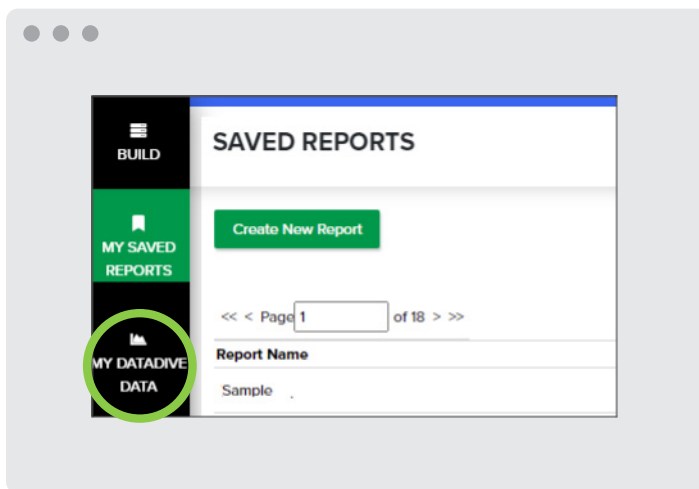 BUILD
MY SAVED
REPORTS
MY DATADIVE
DATA
SAVED REPORTS
Create New Report
<< < Page 1 of 18 > >>
Report Name
Sample .